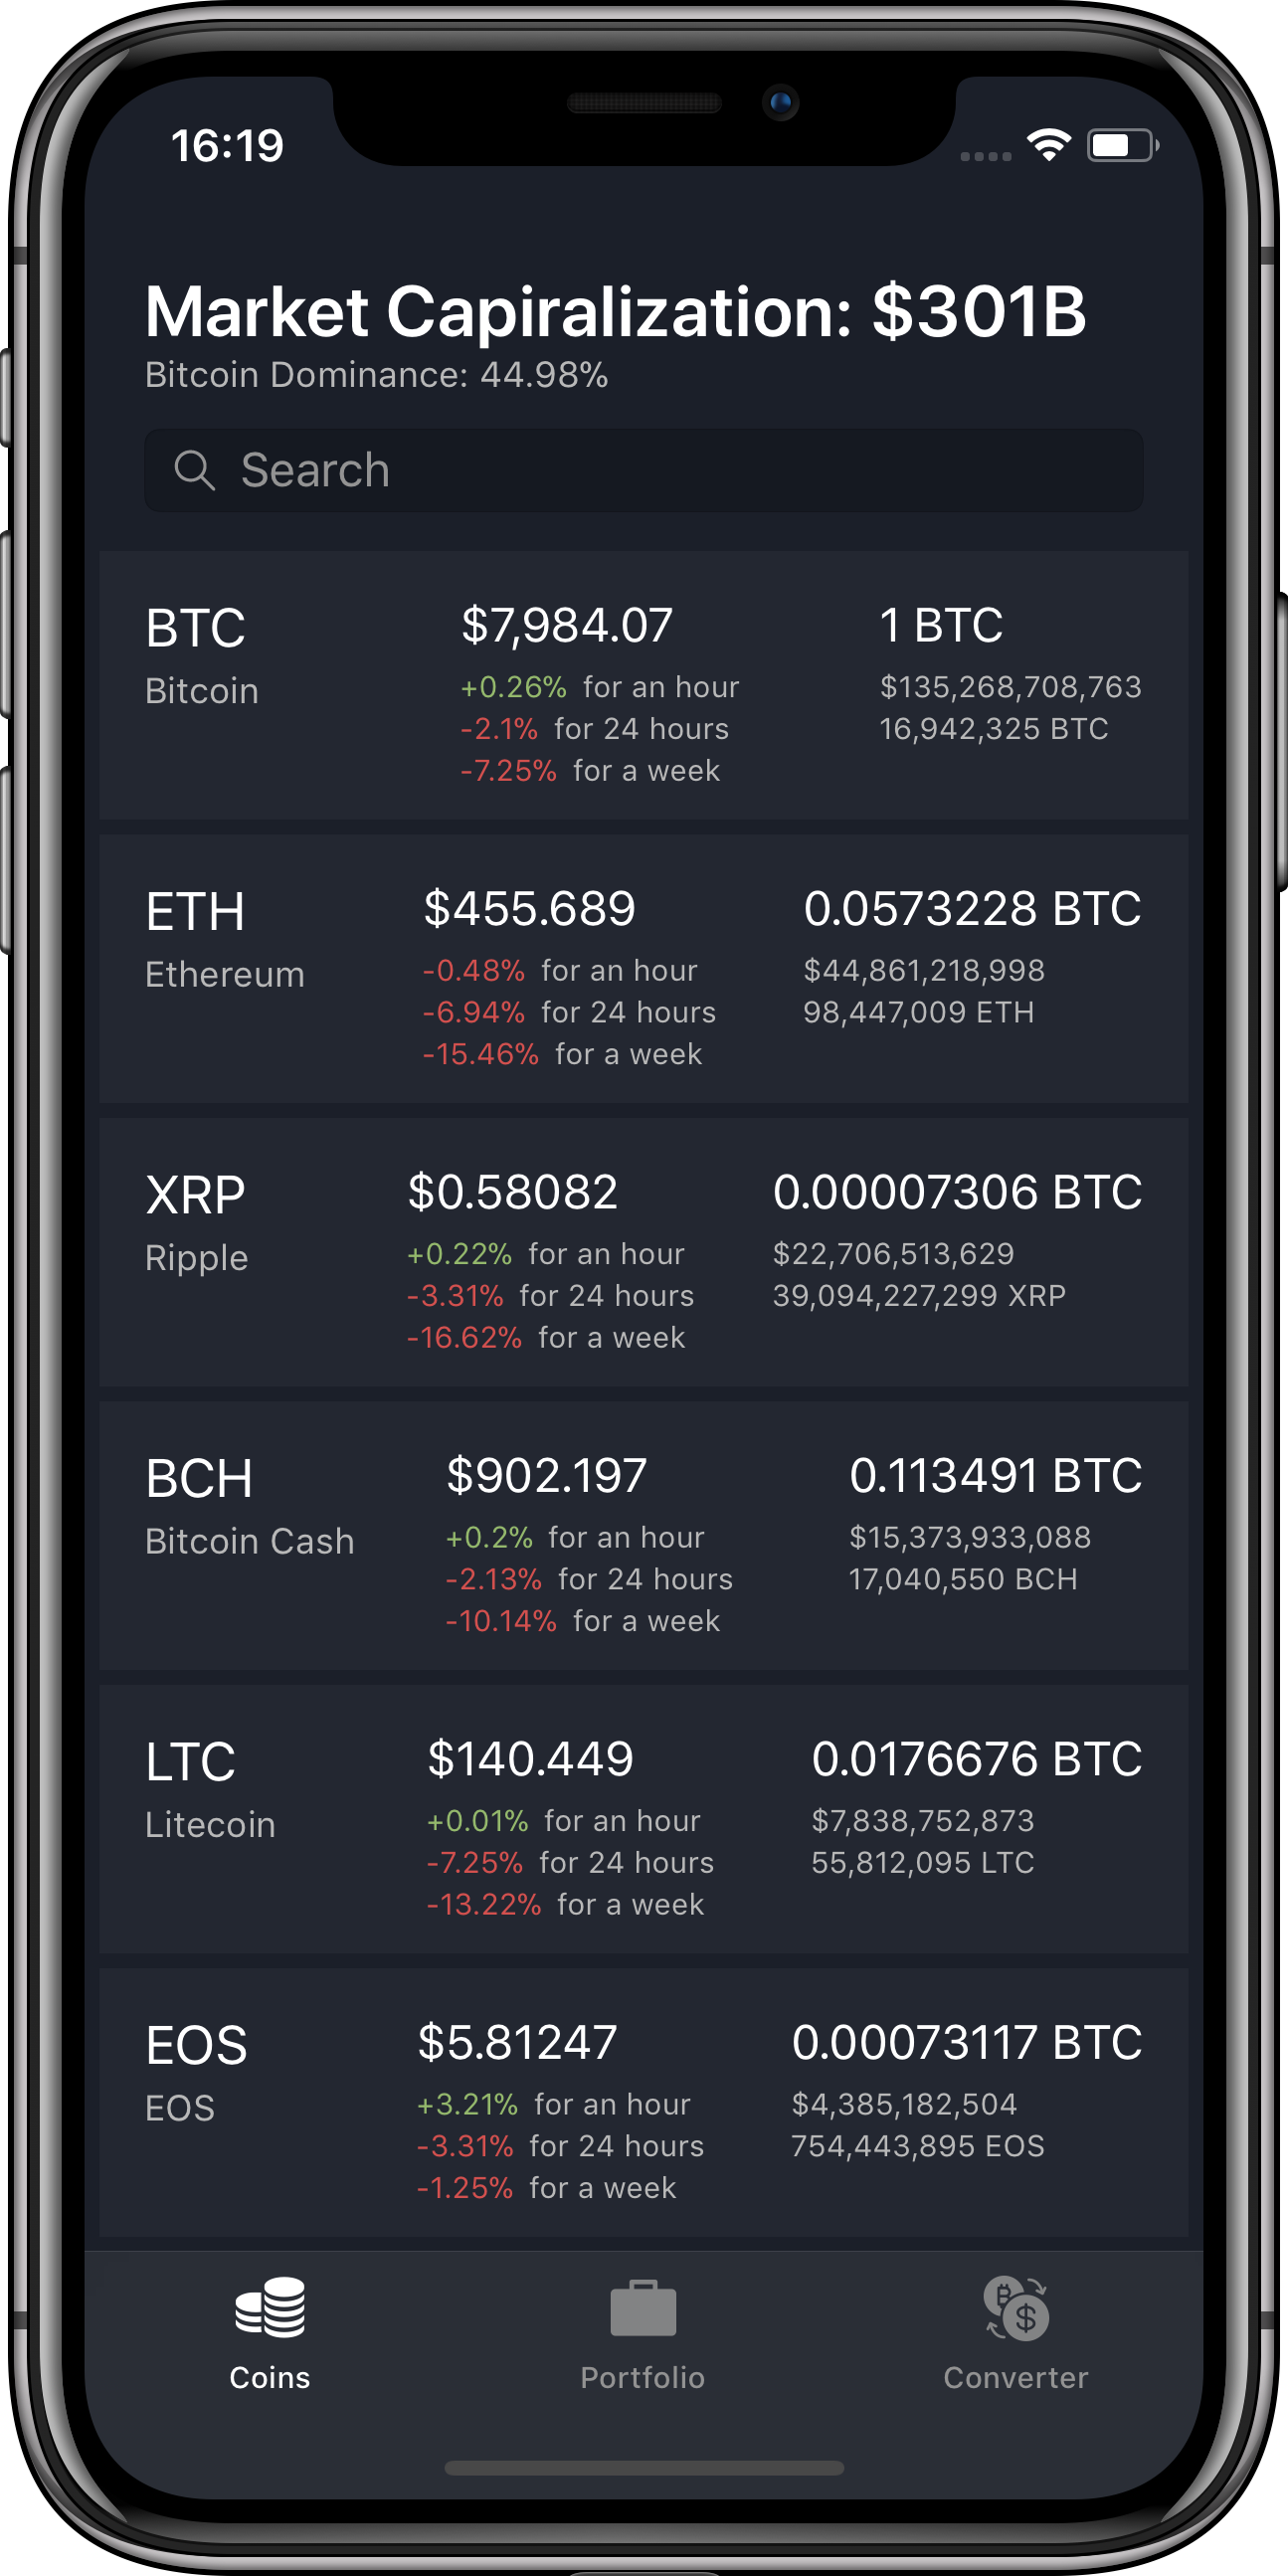 16:19
Market Capiralization: $301B
Bitcoin Dominance: 44.98%
Search
BTC $7,984.07 1 BTC
Bitcoin +0.26% for an hour $135,268,708,763
-2.1% for 24 hours 16,942,325 BTC
-7.25% for a week
ETH $455.689 0.0573228 BTC
Ethereum -0.48% for an hour $44,861,218,998
-6.94% for 24 hours 98,447,009 ETH
-15.46% for a week
XRP $0.58082 0.00007306 BTC
Ripple +0.22% for an hour $22,706,513,629
-3.31% for 24 hours 39,094,227,299 XRP
-16.62% for a week
BCH $902.197 0.113491 BTC
Bitcoin Cash +0.2% for an hour $15,373,933,088
-2.13% for 24 hours 17,040,550 BCH
-10.14% for a week
LTC $140.449 0.0176676 BTC
Litecoin +0.01% for an hour $7,838,752,873
-7.25% for 24 hours 55,812,095 LTC
-13.22% for a week
EOS $5.81247 0.00073117 BTC
EOS +3.21% for an hour $4,385,182,504
-3.31% for 24 hours 754,443,895 EOS
-1.25% for a week
Coins Portfolio Converter